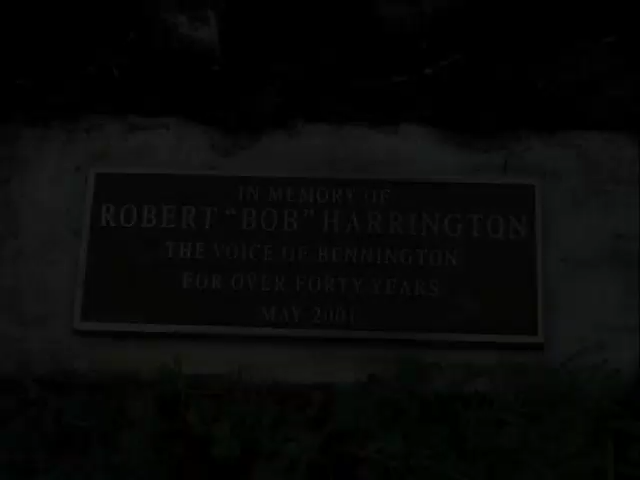 IN MEMORY OF
ROBERT "BOB" HARRINGTON
THE VOICE OF BENNINGTON
FOR OVER FORTY YEARS
MAY 2001